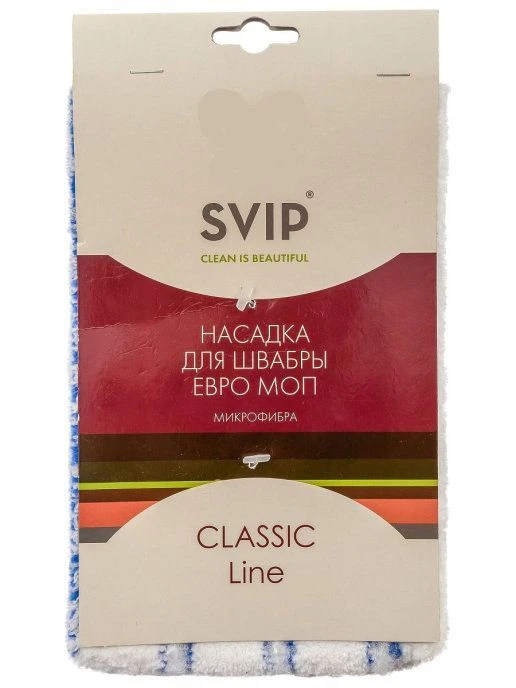 SVIP®
CLEAN IS BEAUTIFUL
НАСАДКА
ДЛЯ ШВАБРЫ
ЕВРО МОП
МИКРОФИБРА
CLASSIC
Line